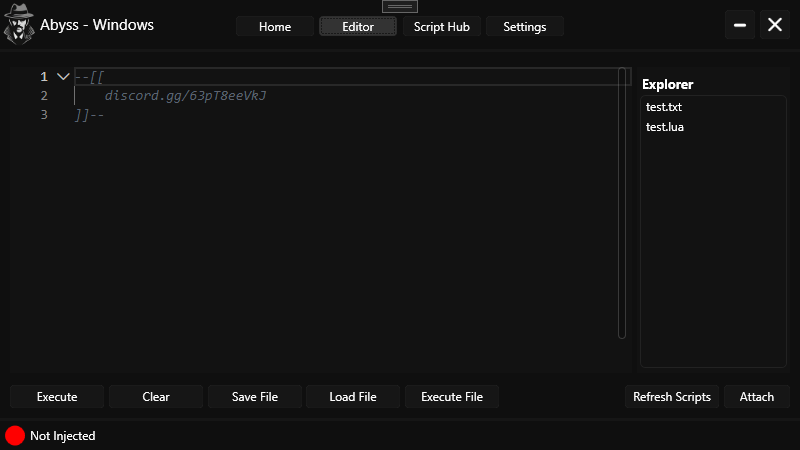 Abyss - Windows
Home
Editor
Script Hub
Settings
1 --[[
2 discord.gg/63pT8eeVkJ
3 ]]--
Explorer
test.txt
test.lua
Execute
Clear
Save File
Load File
Execute File
Refresh Scripts
Attach
Not Injected